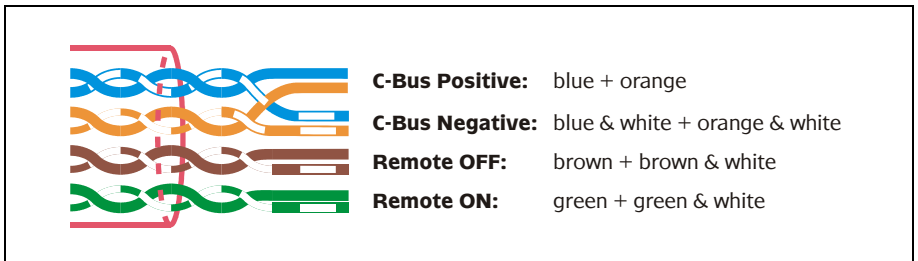 C-Bus Positive: blue + orange
C-Bus Negative: blue & white + orange & white
Remote OFF: brown + brown & white
Remote ON: green + green & white